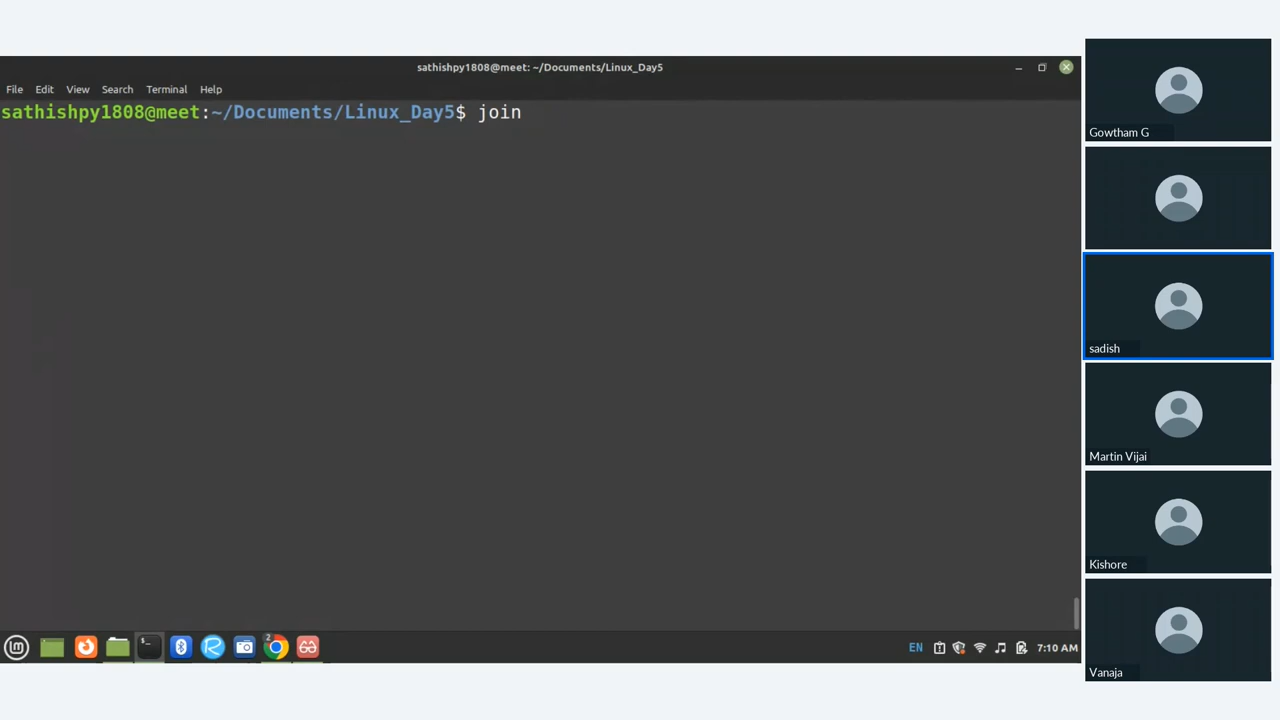 sathishpy1808@meet: ~/Documents/Linux_Day5
File Edit View Search Terminal Help
sathishpy1808@meet:~/Documents/Linux_Day5$ join
Gowtham G
sadish
Martin Vijai
Kishore
Vanaja
2
EN
7:10 AM